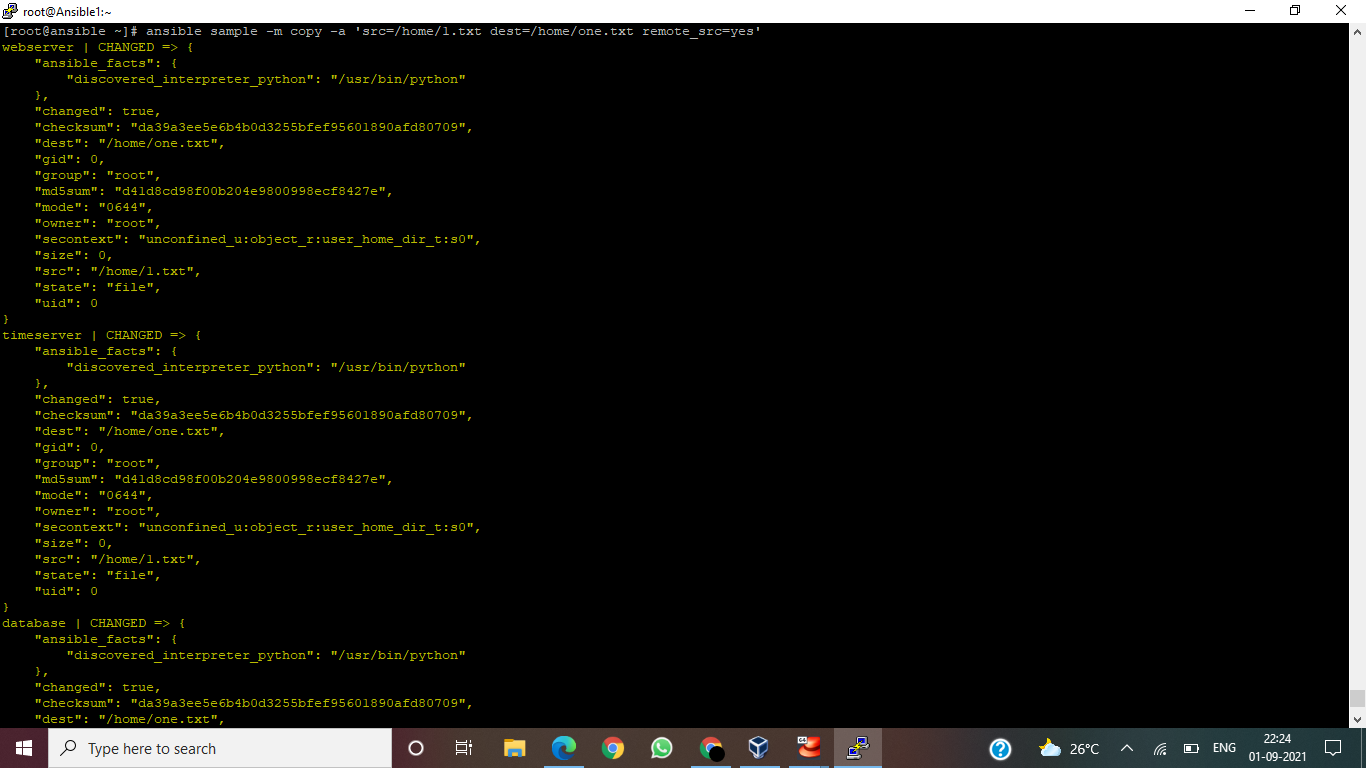 root@Ansible1:~
[root@ansible ~]# ansible sample -m copy -a 'src=/home/1.txt dest=/home/one.txt remote_src=yes'
webserver | CHANGED => {
    "ansible_facts": {
        "discovered_interpreter_python": "/usr/bin/python"
    },
    "changed": true,
    "checksum": "da39a3ee5e6b4b0d3255bfef95601890afd80709",
    "dest": "/home/one.txt",
    "gid": 0,
    "group": "root",
    "md5sum": "d41d8cd98f00b204e9800998ecf8427e",
    "mode": "0644",
    "owner": "root",
    "secontext": "unconfined_u:object_r:user_home_dir_t:s0",
    "size": 0,
    "src": "/home/1.txt",
    "state": "file",
    "uid": 0
}
timeserver | CHANGED => {
    "ansible_facts": {
        "discovered_interpreter_python": "/usr/bin/python"
    },
    "changed": true,
    "checksum": "da39a3ee5e6b4b0d3255bfef95601890afd80709",
    "dest": "/home/one.txt",
    "gid": 0,
    "group": "root",
    "md5sum": "d41d8cd98f00b204e9800998ecf8427e",
    "mode": "0644",
    "owner": "root",
    "secontext": "unconfined_u:object_r:user_home_dir_t:s0",
    "size": 0,
    "src": "/home/1.txt",
    "state": "file",
    "uid": 0
}
database | CHANGED => {
    "ansible_facts": {
        "discovered_interpreter_python": "/usr/bin/python"
    },
    "changed": true,
    "checksum": "da39a3ee5e6b4b0d3255bfef95601890afd80709",
    "dest": "/home/one.txt",
Type here to search
64
26°C
ENG
22:24
01-09-2021